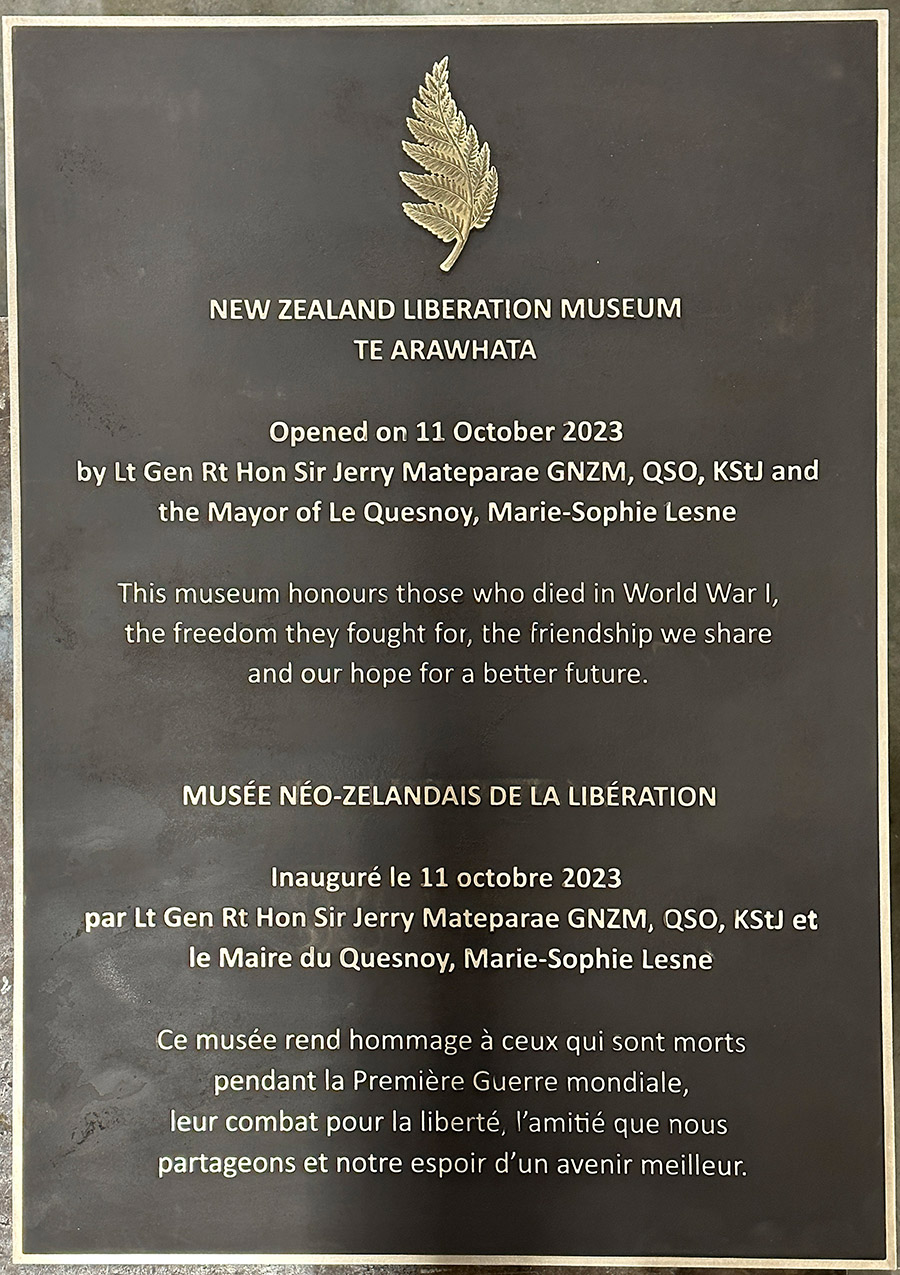 NEW ZEALAND LIBERATION MUSEUM
TE ARAWHATA
Opened on 11 October 2023
by Lt Gen Rt Hon Sir Jerry Mateparae GNZM, QSO, KStJ and
the Mayor of Le Quesnoy, Marie-Sophie Lesne
This museum honours those who died in World War I,
the freedom they fought for, the friendship we share
and our hope for a better future.
MUSÉE NÉO-ZELANDAIS DE LA LIBÉRATION
Inauguré le 11 octobre 2023
par Lt Gen Rt Hon Sir Jerry Mateparae GNZM, QSO, KStJ et
le Maire du Quesnoy, Marie-Sophie Lesne
Ce musée rend hommage à ceux qui sont morts
pendant la Première Guerre mondiale,
leur combat pour la liberté, l'amitié que nous
partageons et notre espoir d'un avenir meilleur.